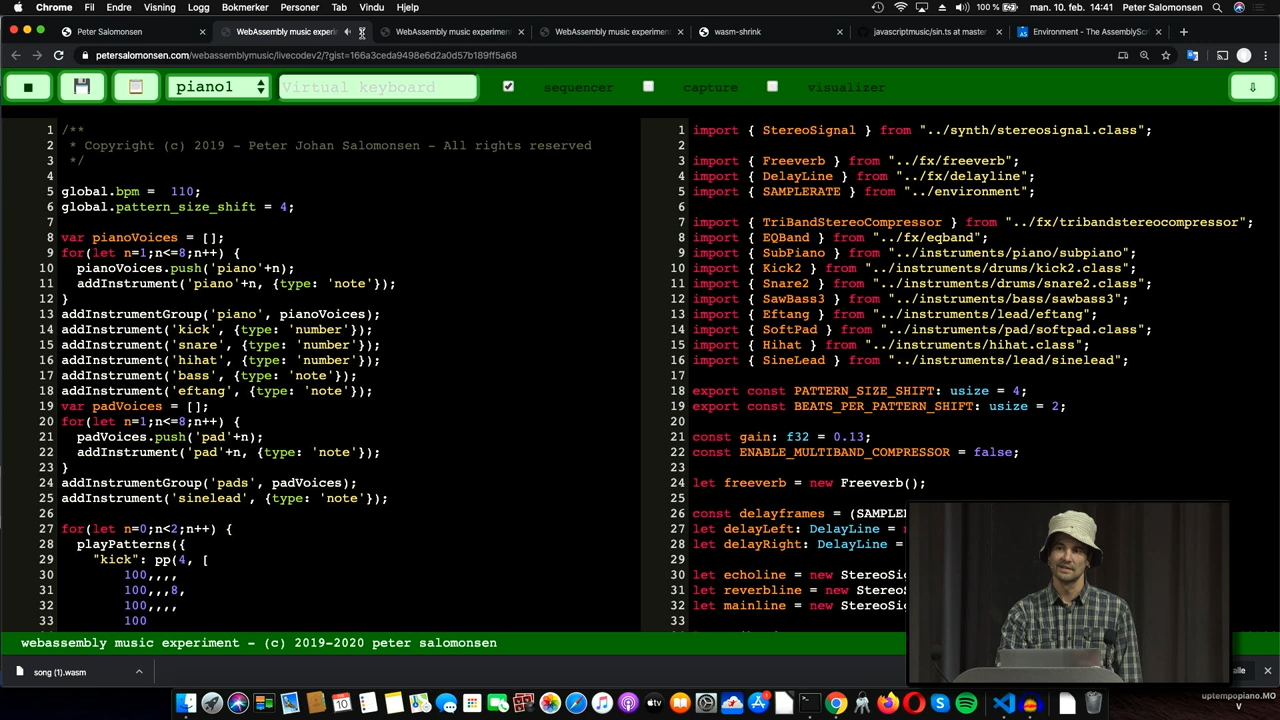 Chrome Fil Endre Visning Logg Bokmerker Personer Tab Vindu Hjelp 100 % man. 10. feb. 14:41 Peter Salomonsen
Peter Salomonsen WebAssembly music experi WebAssembly music experiment WebAssembly music experiment wasm-shrink javascriptmusic/sin.ts at master Environment - The AssemblyScr
petersalomonsen.com/webassemblymusic/livecodev2/?gist=166a3ceda9498e6d2a0d57bd9ff6a5a68
piano1 Virtual keyboard sequencer capture visualizer
1 /**
2 * Copyright (c) 2019 - Peter Johan Salomonsen - All rights reserved
3 */
4
5 global.bpm = 110;
6 global.pattern_size_shift = 4;
7
8 var pianoVoices = [];
9 for(let n=1;n<=8;n++) {
10 pianoVoices.push('piano'+n);
11 addInstrument('piano'+n, {type: 'note'});
12 }
13 addInstrumentGroup('piano', pianoVoices);
14 addInstrument('kick', {type: 'number'});
15 addInstrument('snare', {type: 'number'});
16 addInstrument('hihat', {type: 'number'});
17 addInstrument('bass', {type: 'note'});
18 addInstrument('eftang', {type: 'note'});
19 var padVoices = [];
20 for(let n=1;n<=8;n++) {
21 padVoices.push('pad'+n);
22 addInstrument('pad'+n, {type: 'note'});
23 }
24 addInstrumentGroup('pads', padVoices);
25 addInstrument('sinelead', {type: 'note'});
26
27 for(let n=0;n<2;n++) {
28 playPatterns({
29 "kick": pp(4, [
30 100,,,,
31 100,,,8,
32 100,,,,
33 100
1 import { StereoSignal } from "../synth/stereosignal.class";
2
3 import { Freeverb } from "../fx/freeverb";
4 import { DelayLine } from "../fx/delayline";
5 import { SAMPLERATE } from "../environment";
6
7 import { TriBandStereoCompressor } from "../fx/tribandstereocompressor";
8 import { EQBand } from "../fx/eqband";
9 import { SubPiano } from "../instruments/piano/subpiano";
10 import { Kick2 } from "../instruments/drums/kick2.class";
11 import { Snare2 } from "../instruments/drums/snare2.class";
12 import { SawBass3 } from "../instruments/bass/sawbass3";
13 import { Eftang } from "../instruments/lead/eftang";
14 import { SoftPad } from "../instruments/pad/softpad.class";
15 import { Hihat } from "../instruments/hihat.class";
16 import { SineLead } from "../instruments/lead/sinelead";
17
18 export const PATTERN_SIZE_SHIFT: usize = 4;
19 export const BEATS_PER_PATTERN_SHIFT: usize = 2;
20
21 const gain: f32 = 0.13;
22 const ENABLE_MULTIBAND_COMPRESSOR = false;
23
24 let freeverb = new Freeverb();
25
26 const delayframes = (SAMPLE
27 let delayLeft: DelayLine =
28 let delayRight: DelayLine =
29
30 let echoline = new StereoSig
31 let reverbline = new StereoSi
32 let mainline = new StereoSig
33
webassembly music experiment - (c) 2019-2020 peter salomonsen
song (1).wasm alle
uptempopiano.MO
V